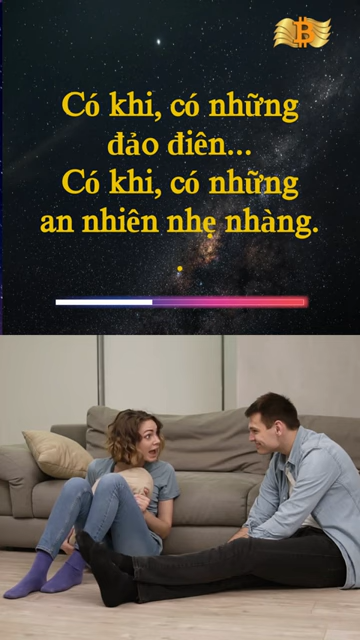 Có khi, có những
đảo điên...
Có khi, có những
an nhiên nhẹ nhàng.
.